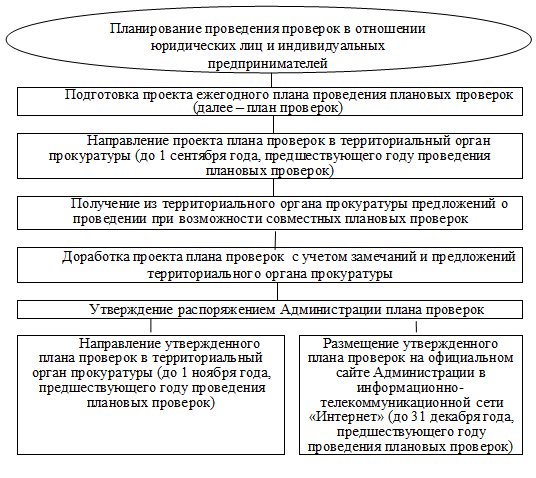 Планирование проведения проверок в отношении
юридических лиц и индивидуальных
предпринимателей
Подготовка проекта ежегодного плана проведения плановых проверок
(далее – план проверок)
Направление проекта плана проверок в территориальный орган
прокуратуры (до 1 сентября года, предшествующего году проведения
плановых проверок)
Получение из территориального органа прокуратуры предложений о
проведении при возможности совместных плановых проверок
Доработка проекта плана проверок с учетом замечаний и предложений
территориального органа прокуратуры
Утверждение распоряжением Администрации плана проверок
Направление утвержденного
плана проверок в территориальный
орган прокуратуры (до 1 ноября года,
предшествующего году проведения
плановых проверок)
Размещение утвержденного
плана проверок на официальном
сайте Администрации в
информационно-
телекоммуникационной сети
«Интернет» (до 31 декабря года,
предшествующего году
проведения плановых проверок)